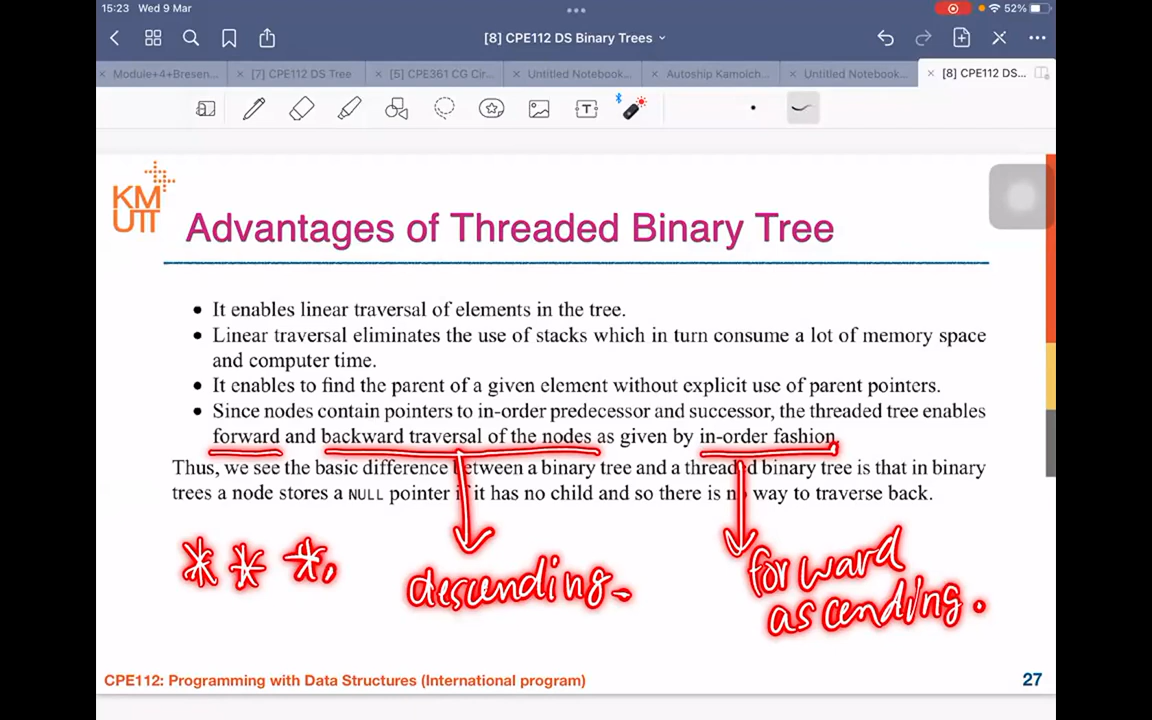 15:23 Wed 9 Mar
52%
[8] CPE112 DS Binary Trees
Module+4+Bresen...
[7] CPE112 DS Tree
[5] CPE361 CG Cir...
Untitled Notebook...
Autoship Kamolch...
Untitled Notebook...
[8] CPE112 DS...
KM
UTT
Advantages of Threaded Binary Tree
• It enables linear traversal of elements in the tree.
• Linear traversal eliminates the use of stacks which in turn consume a lot of memory space
and computer time.
• It enables to find the parent of a given element without explicit use of parent pointers.
• Since nodes contain pointers to in-order predecessor and successor, the threaded tree enables
forward and backward traversal of the nodes as given by in-order fashion.
Thus, we see the basic difference between a binary tree and a threaded binary tree is that in binary
trees a node stores a NULL pointer if it has no child and so there is no way to traverse back.
* * *.
descending.
forward
ascending.
CPE112: Programming with Data Structures (International program)
27